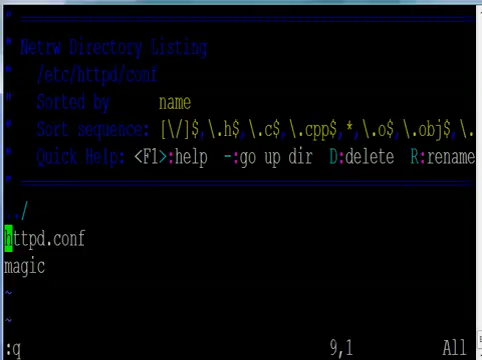 " ============================================
" Netrw Directory Listing
"   /etc/httpd/conf
"   Sorted by      name
"   Sort sequence: [\/]$,\.h$,\.c$,\.cpp$,*,\.o$,\.obj$,\.
"   Quick Help: <F1>:help  -:go up dir  D:delete  R:rename
" ============================================
../
httpd.conf
magic
~
~
:q                                        9,1           All